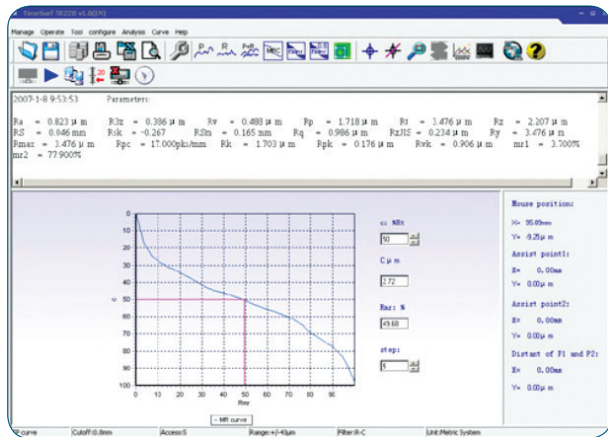 TimeSurf TR220 v1.0(EN)
Manage Operate Tool configure Analysis Curve Help
2007-1-8 9:53:53 Parameters:
Ra = 0.823 μ m R3z = 0.386 μ m Rv = 0.488 μ m Rp = 1.718 μ m Rt = 3.476 μ m Rz = 2.207 μ m
RS = 0.046 mm Rsk = -0.267 RSm = 0.165 mm Rq = 0.986 μ m RzJIS = 0.234 μ m Ry = 3.476 μ m
Rmax = 3.476 μ m Rpc = 17.000pks/mm Rk = 1.703 μ m Rpk = 0.176 μ m Rvk = 0.906 μ m mr1 = 3.700%
mr2 = 77.900%
Mouse position:
X= 95.09mm
Y= -9.25μ m
Assist point1:
X= 0.00mm
Y= 0.00μ m
Assist point2:
X= 0.00mm
Y= 0.00μ m
Distant of P1 and P2:
X= 0.00mm
Y= 0.00μ m
c: %Rt
50
C μ m
2.72
Rmr: %
49.60
step:
5
0
10
20
30
40
50
60
70
80
90
100
c
0 10 20 30 40 50 60 70 80 90
Rmr
MR curve
Cutoff:0.8mm Access:5 Range:+/-40μm Filter:R-C Unit:Metric System